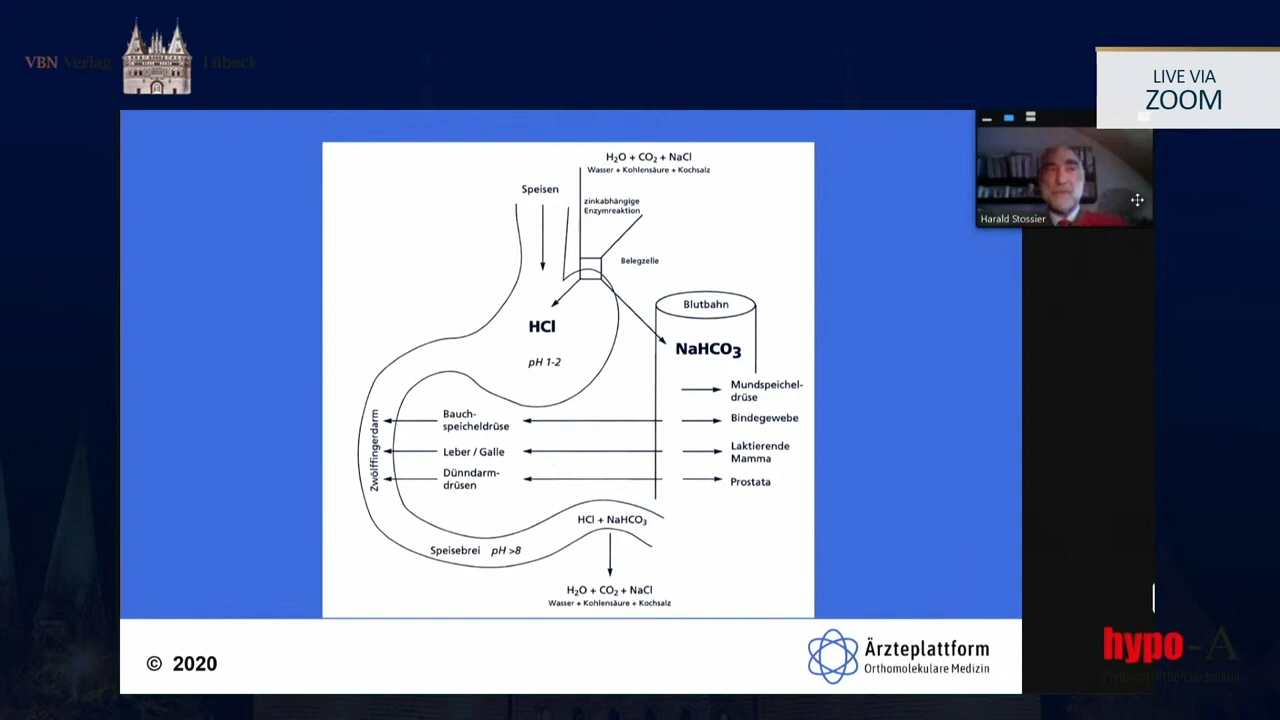 VBN Verlag Lübeck
LIVE VIA
ZOOM
Harald Stossier
H₂O + CO₂ + NaCl
Wasser + Kohlensäure + Kochsalz
Speisen
zinkabhängige
Enzymreaktion
Belegzelle
Blutbahn
HCl
NaHCO₃
pH 1-2
Mundspeichel-
drüse
Bauch-
speicheldrüse
Bindegewebe
Zwölffingerdarm
Leber / Galle
Laktierende
Mamma
Dünndarm-
drüsen
Prostata
HCl + NaHCO₃
Speisebrei pH >8
H₂O + CO₂ + NaCl
Wasser + Kohlensäure + Kochsalz
© 2020
Ärzteplattform
Orthomolekulare Medizin
hypo-A